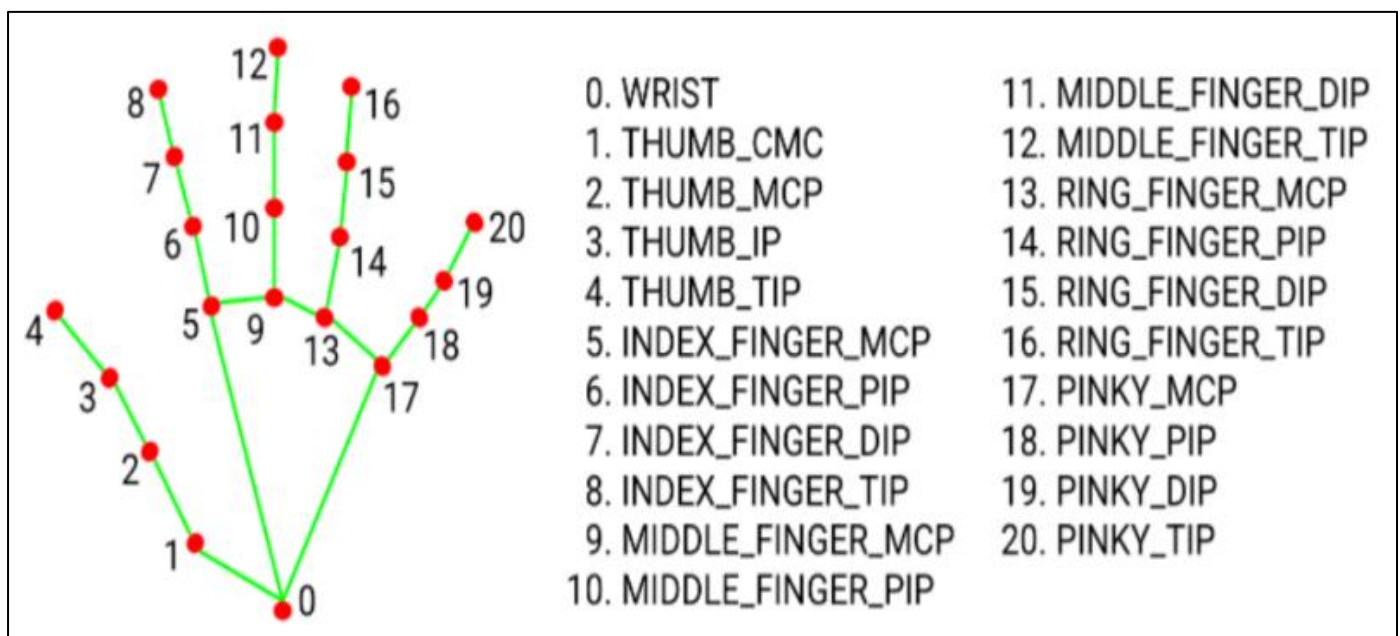 12
8
16
11
7
15
10
6
14
20
19
4
5
9
13
18
3
17
2
1
0
0. WRIST
1. THUMB_CMC
2. THUMB_MCP
3. THUMB_IP
4. THUMB_TIP
5. INDEX_FINGER_MCP
6. INDEX_FINGER_PIP
7. INDEX_FINGER_DIP
8. INDEX_FINGER_TIP
9. MIDDLE_FINGER_MCP
10. MIDDLE_FINGER_PIP
11. MIDDLE_FINGER_DIP
12. MIDDLE_FINGER_TIP
13. RING_FINGER_MCP
14. RING_FINGER_PIP
15. RING_FINGER_DIP
16. RING_FINGER_TIP
17. PINKY_MCP
18. PINKY_PIP
19. PINKY_DIP
20. PINKY_TIP